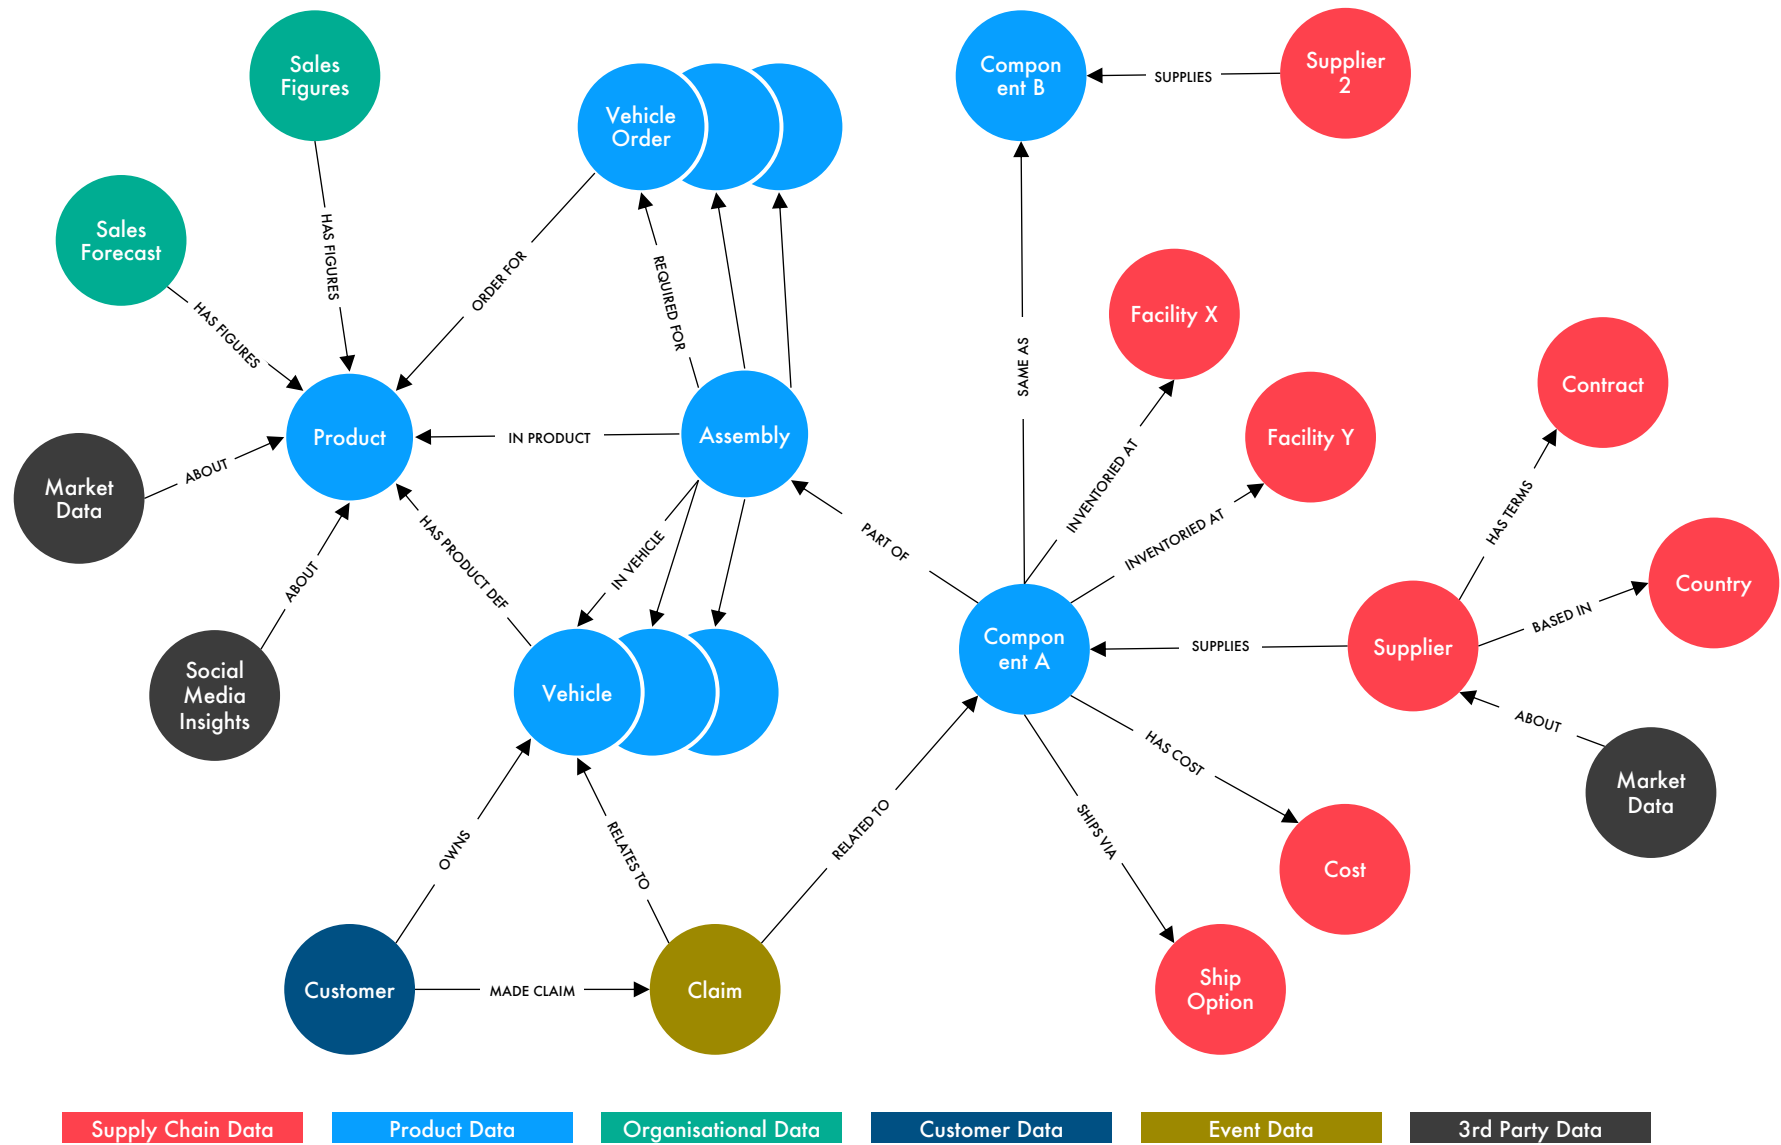 Sales
Figures
Vehicle
Order
Compon
ent B
SUPPLIES
Supplier
2
Sales
Forecast
HAS FIGURES
HAS FIGURES
ORDER FOR
REQUIRED FOR
SAME AS
Facility X
Facility Y
Contract
Product
IN PRODUCT
Assembly
INVENTORIED AT
INVENTORIED AT
HAS TERMS
Market
Data
ABOUT
ABOUT
HAS PRODUCT DEF
IN VEHICLE
PART OF
Country
BASED IN
Social
Media
Insights
Vehicle
Compon
ent A
SUPPLIES
Supplier
ABOUT
Market
Data
HAS COST
SHIPS VIA
Cost
OWNS
RELATES TO
RELATED TO
Customer
MADE CLAIM
Claim
Ship
Option
Supply Chain Data
Product Data
Organisational Data
Customer Data
Event Data
3rd Party Data